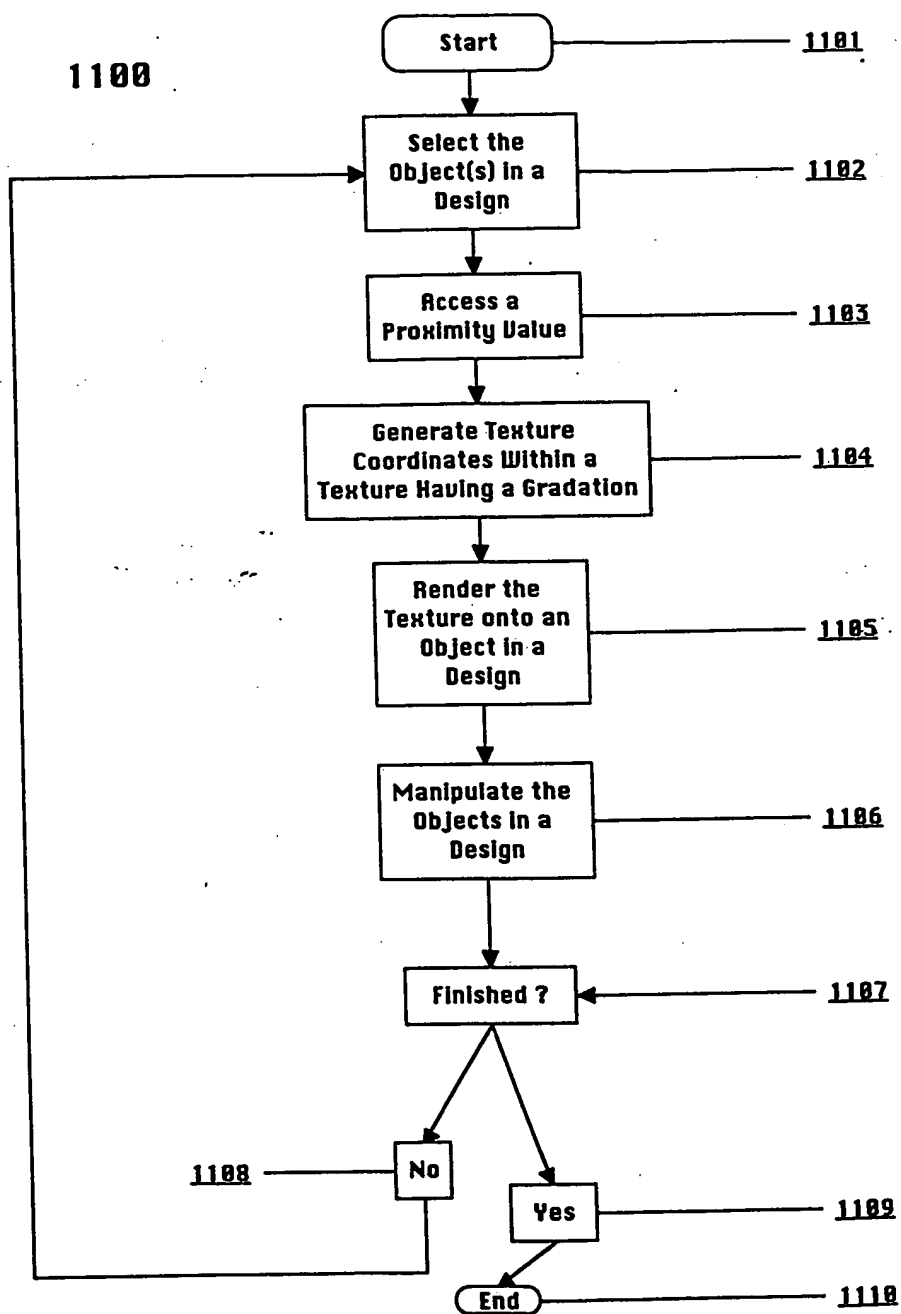 Start
1101
1100
Select the
Object(s) in a
Design
1102
Access a
Proximity Value
1103
Generate Texture
Coordinates Within a
Texture Having a Gradation
1104
Render the
Texture onto an
Object in a
Design
1105
Manipulate the
Objects in a
Design
1106
Finished ?
1107
1108
No
Yes
1109
End
1110